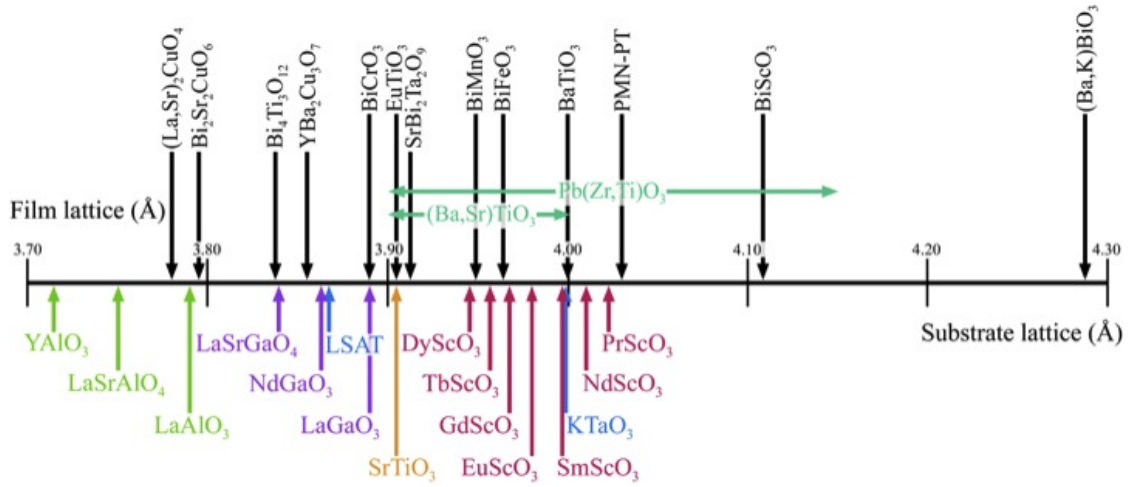 (La,Sr)₂CuO₄
Bi₂Sr₂CuO₆
Bi₄Ti₃O₁₂
YBa₂Cu₃O₇
BiCrO₃
EuTiO₃
SrBi₂Ta₂O₉
BiMnO₃
BiFeO₃
BaTiO₃
PMN-PT
BiScO₃
(Ba,K)BiO₃
Pb(Zr,Ti)O₃
(Ba,Sr)TiO₃
Film lattice (Å)
3.70 3.80 3.90 4.00 4.10 4.20 4.30
Substrate lattice (Å)
YAlO₃ LaSrGaO₄ LSAT DyScO₃ PrScO₃
LaSrAlO₄ NdGaO₃ TbScO₃ NdScO₃
LaAlO₃ LaGaO₃ GdScO₃ KTaO₃
SrTiO₃ EuScO₃ SmScO₃